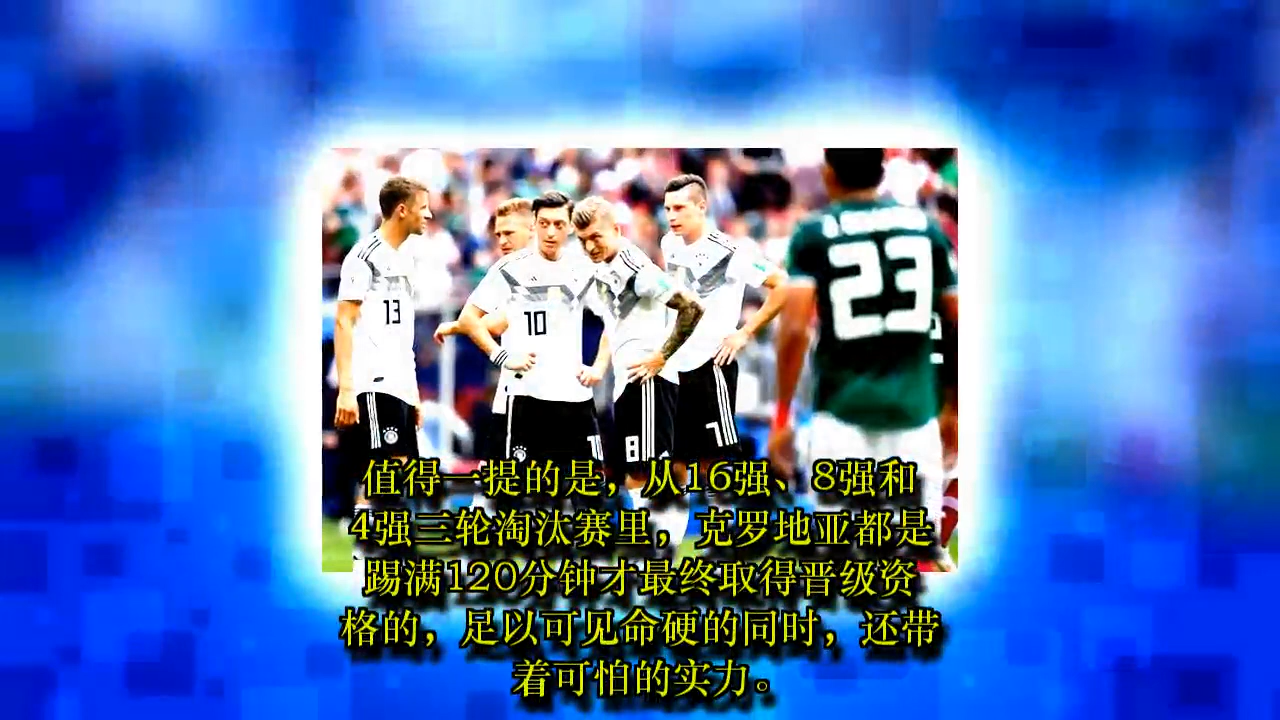 13
10
8
7
23
值得一提的是，从16强、8强和
4强三轮淘汰赛里，克罗地亚都是
踢满120分钟才最终取得晋级资
格的，足以可见命硬的同时，还带
着可怕的实力。